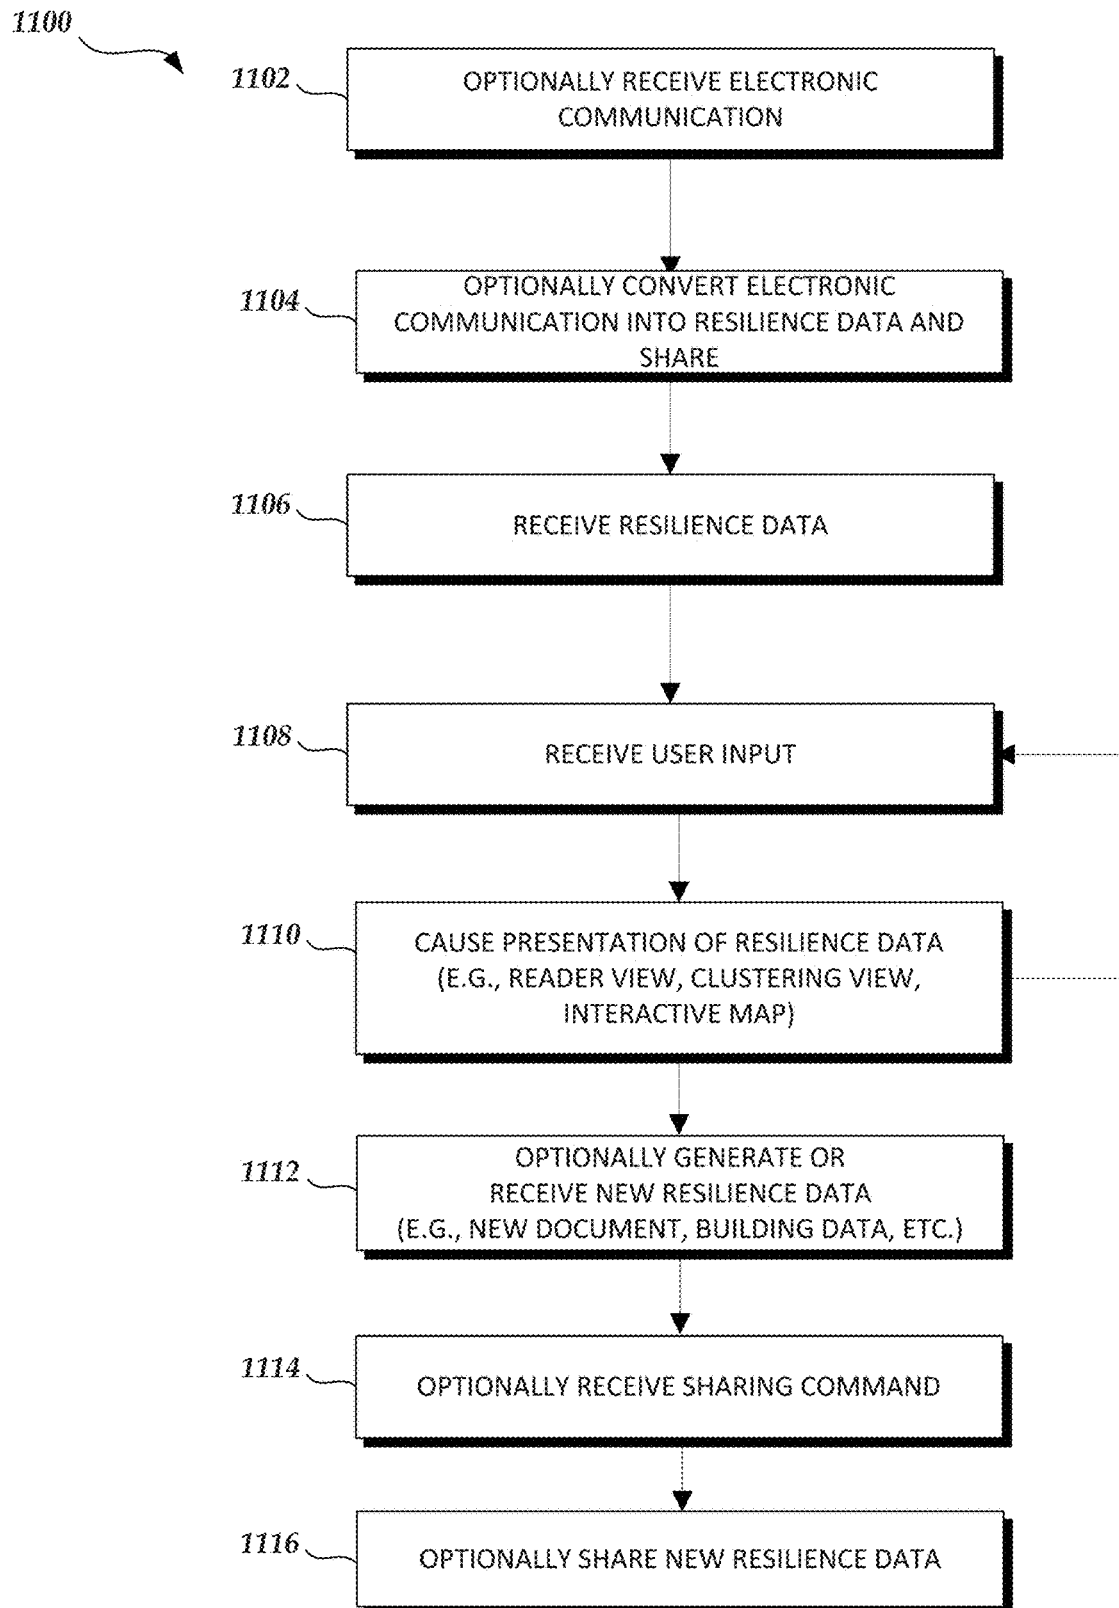 1100
1102
OPTIONALLY RECEIVE ELECTRONIC
COMMUNICATION
1104
OPTIONALLY CONVERT ELECTRONIC
COMMUNICATION INTO RESILIENCE DATA AND
SHARE
1106
RECEIVE RESILIENCE DATA
1108
RECEIVE USER INPUT
1110
CAUSE PRESENTATION OF RESILIENCE DATA
(E.G., READER VIEW, CLUSTERING VIEW,
INTERACTIVE MAP)
1112
OPTIONALLY GENERATE OR
RECEIVE NEW RESILIENCE DATA
(E.G., NEW DOCUMENT, BUILDING DATA, ETC.)
1114
OPTIONALLY RECEIVE SHARING COMMAND
1116
OPTIONALLY SHARE NEW RESILIENCE DATA